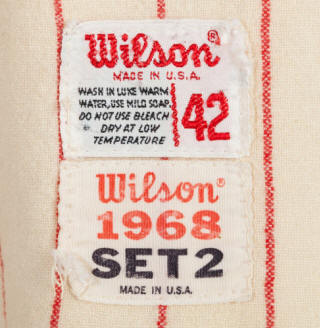 Wilson®
MADE IN U.S.A.
WASH IN LUKE WARM
WATER, USE MILD SOAP.
DO NOT USE BLEACH
DRY AT LOW
TEMPERATURE
42
Wilson®
1968
SET 2
MADE IN U.S.A.